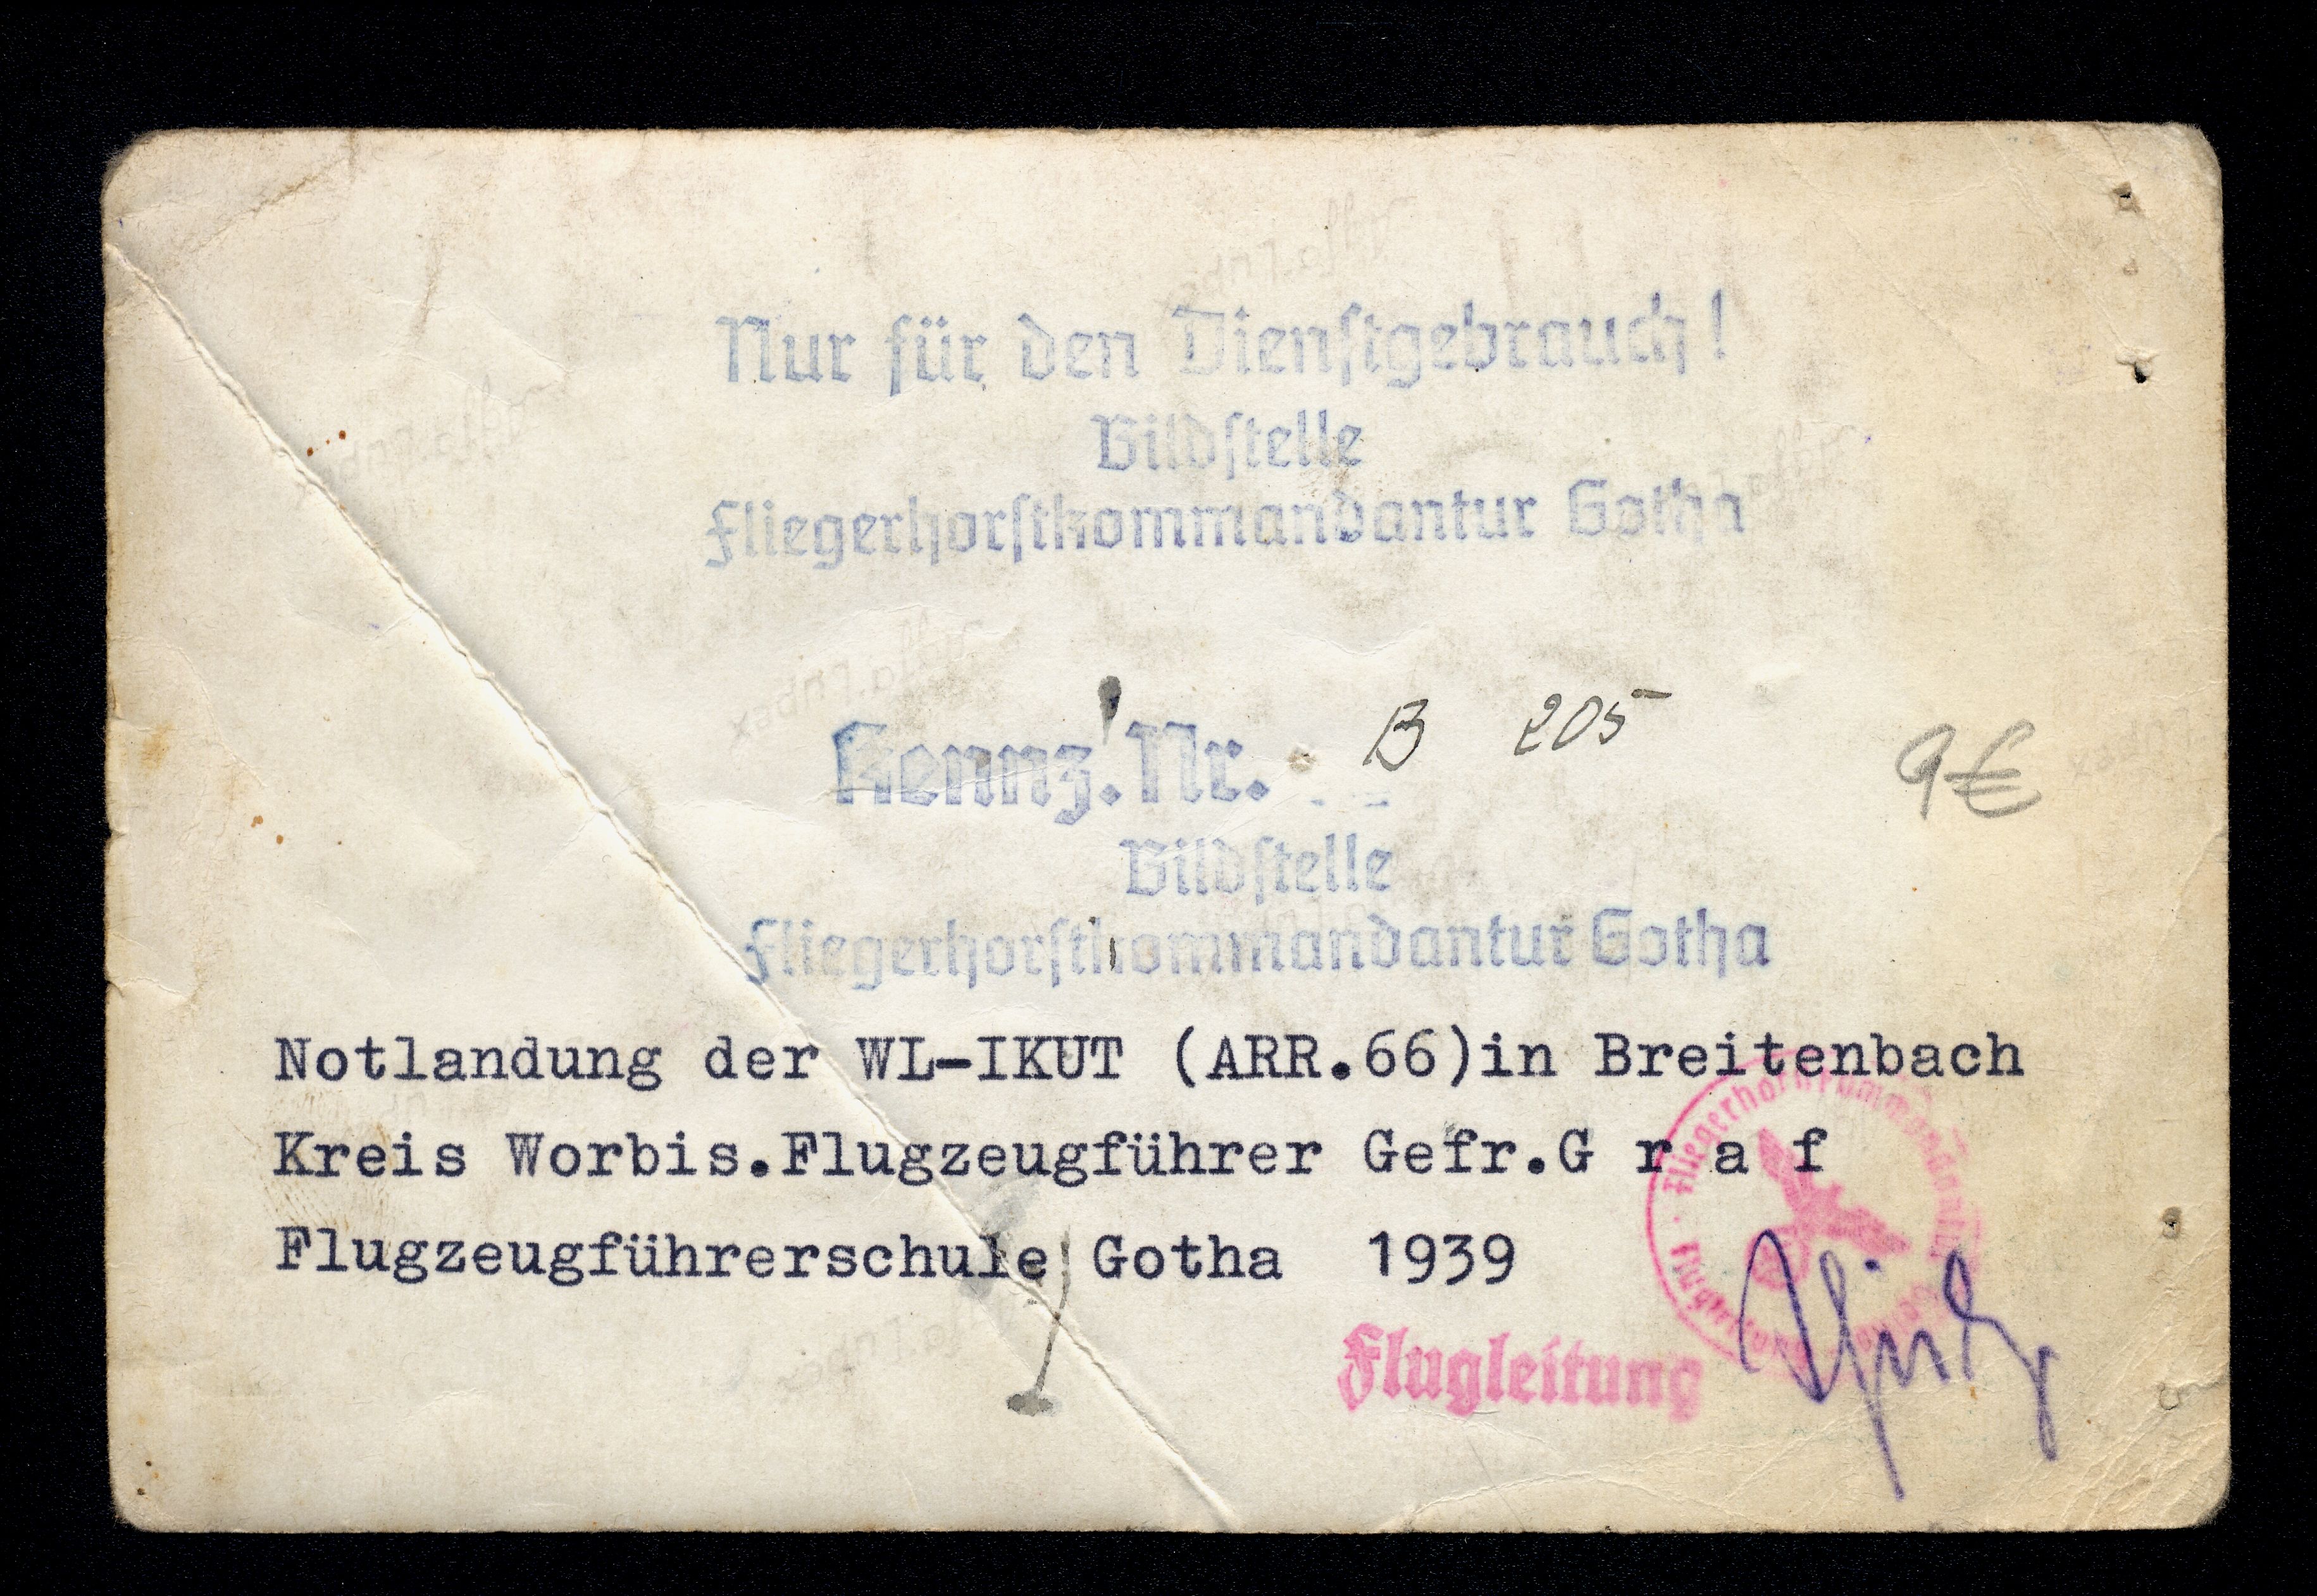 Nur für den Dienstgebrauch!
Bildstelle
Fliegerhorstkommandantur Gotha
Kennz. Nr. B 205
9€
Bildstelle
Fliegerhorstkommandantur Gotha
Notlandung der WL-IKUT (ARR.66)in Breitenbach
Kreis Worbis.Flugzeugführer Gefr.G r a f
Flugzeugführerschule Gotha 1939
Fliegerhorstkommandantur
Flugleitung